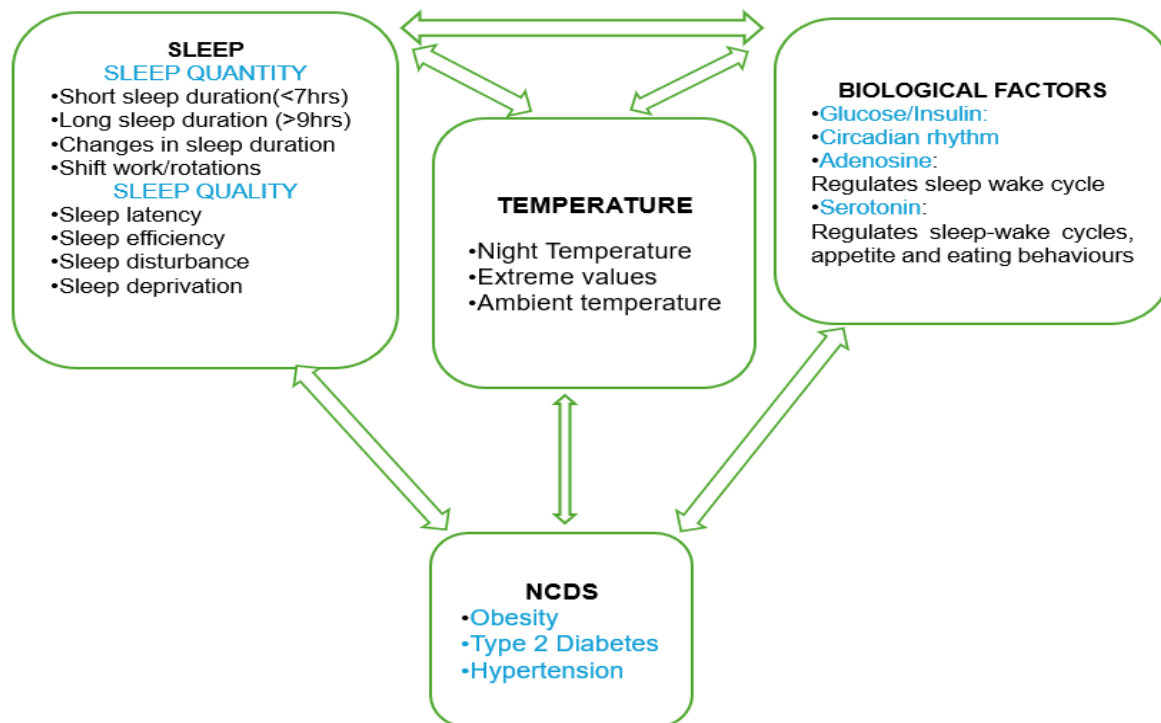 SLEEP
SLEEP QUANTITY
•Short sleep duration(<7hrs)
•Long sleep duration (>9hrs)
•Changes in sleep duration
•Shift work/rotations
SLEEP QUALITY
•Sleep latency
•Sleep efficiency
•Sleep disturbance
•Sleep deprivation
TEMPERATURE
•Night Temperature
•Extreme values
•Ambient temperature
BIOLOGICAL FACTORS
•Glucose/Insulin:
•Circadian rhythm
•Adenosine:
Regulates sleep wake cycle
•Serotonin:
Regulates sleep-wake cycles,
appetite and eating behaviours
NCDS
•Obesity
•Type 2 Diabetes
•Hypertension